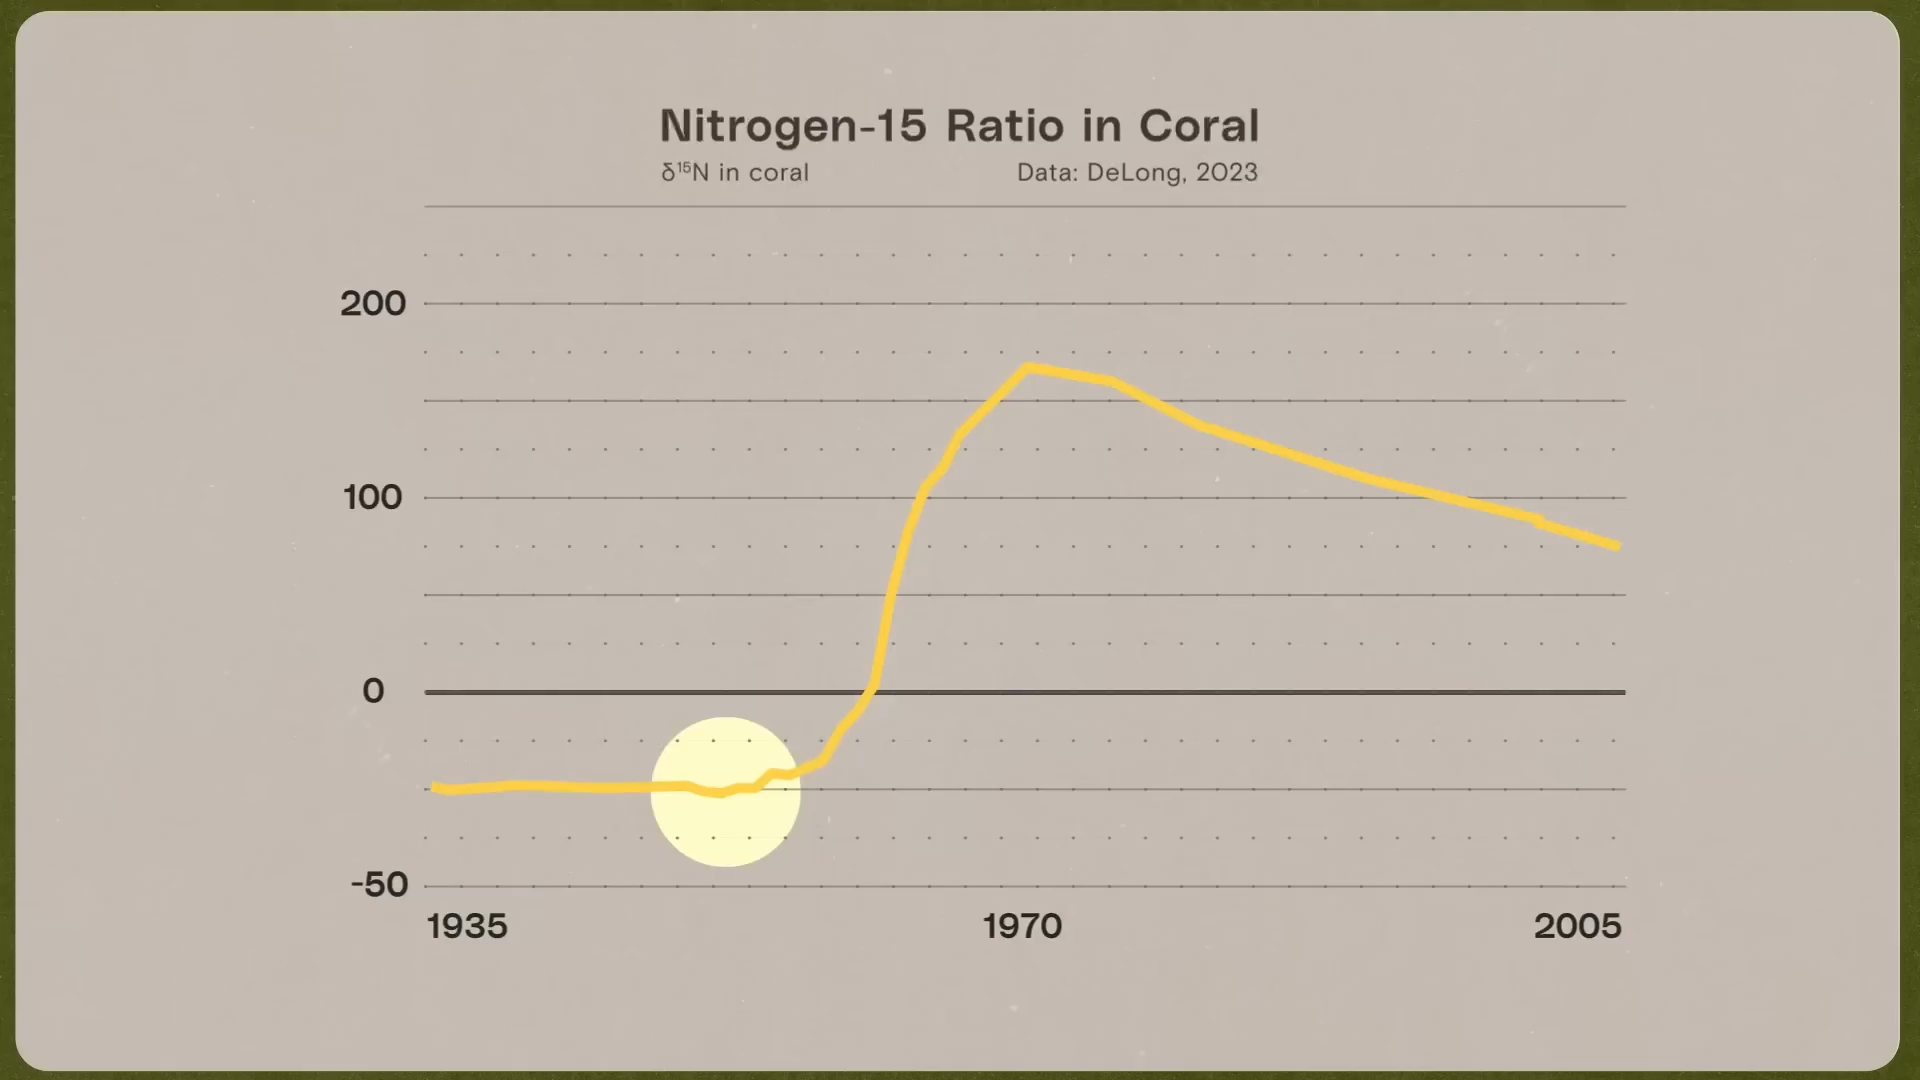 Nitrogen-15 Ratio in Coral
δ¹⁵N in coral Data: DeLong, 2023
200
100
0
-50
1935 1970 2005